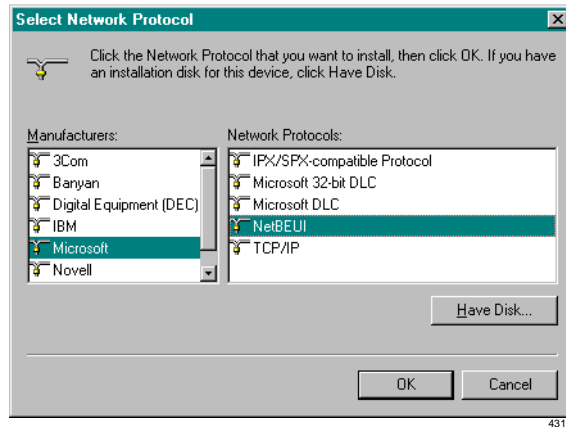 Select Network Protocol
Click the Network Protocol that you want to install, then click OK. If you have
an installation disk for this device, click Have Disk.
Manufacturers:
3Com
Banyan
Digital Equipment (DEC)
IBM
Microsoft
Novell
Network Protocols:
IPX/SPX-compatible Protocol
Microsoft 32-bit DLC
Microsoft DLC
NetBEUI
TCP/IP
Have Disk...
OK
Cancel
431